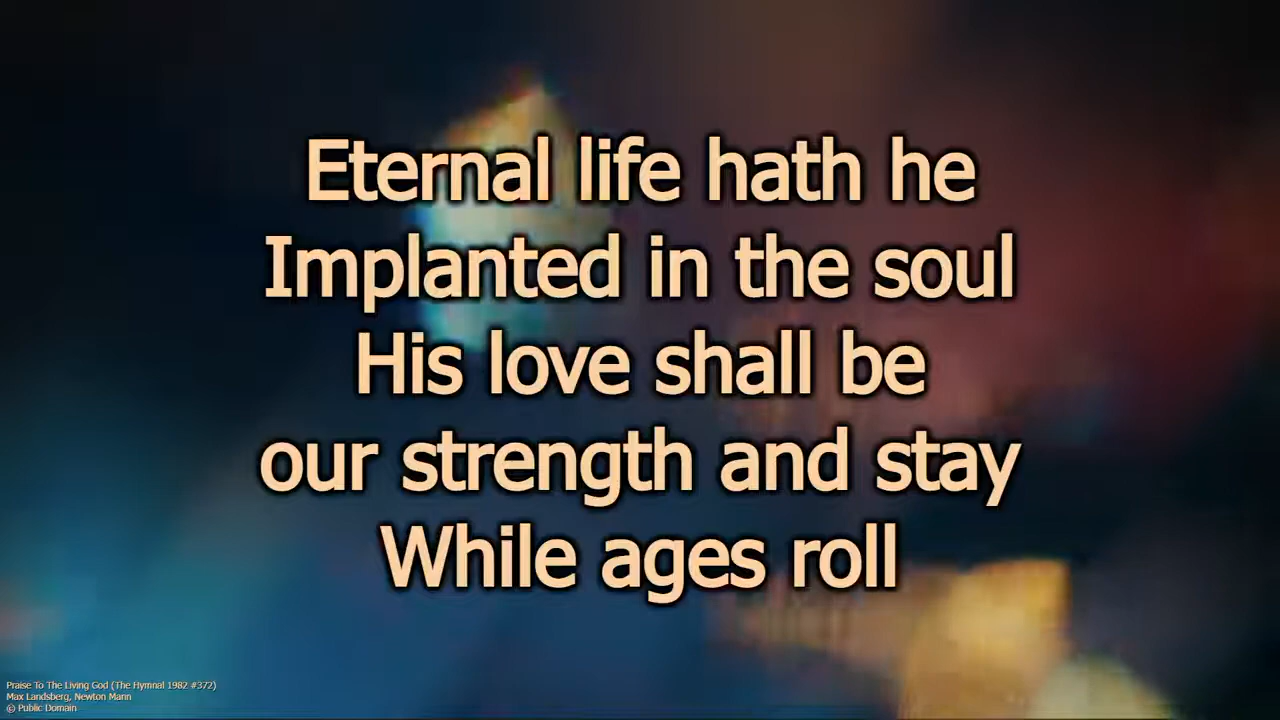 Eternal life hath he
Implanted in the soul
His love shall be
our strength and stay
While ages roll
Praise To The Living God (The Hymnal 1982 #372)
Max Landsberg, Newton Mann
© Public Domain